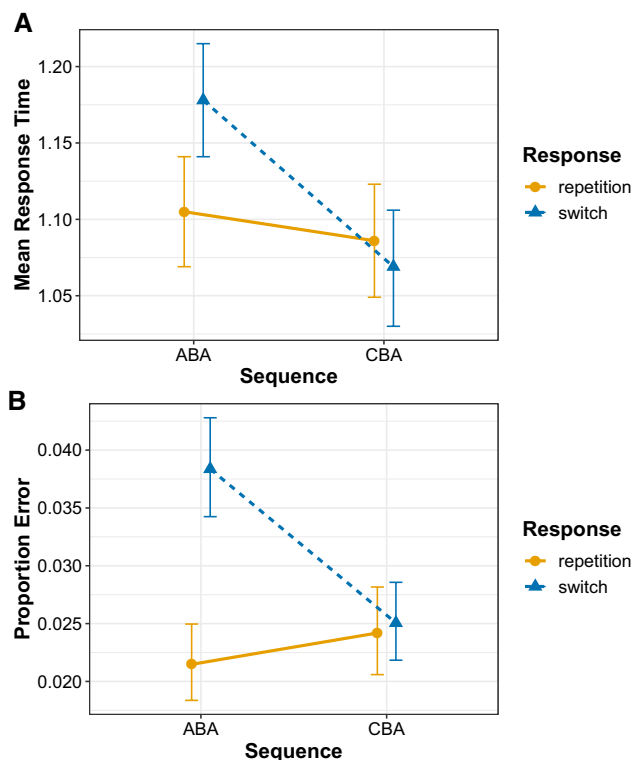 A
Mean Response Time
1.20
1.15
1.10
1.05
ABA
CBA
Sequence
Response
repetition
switch
B
Proportion Error
0.040
0.035
0.030
0.025
0.020
ABA
CBA
Sequence
Response
repetition
switch